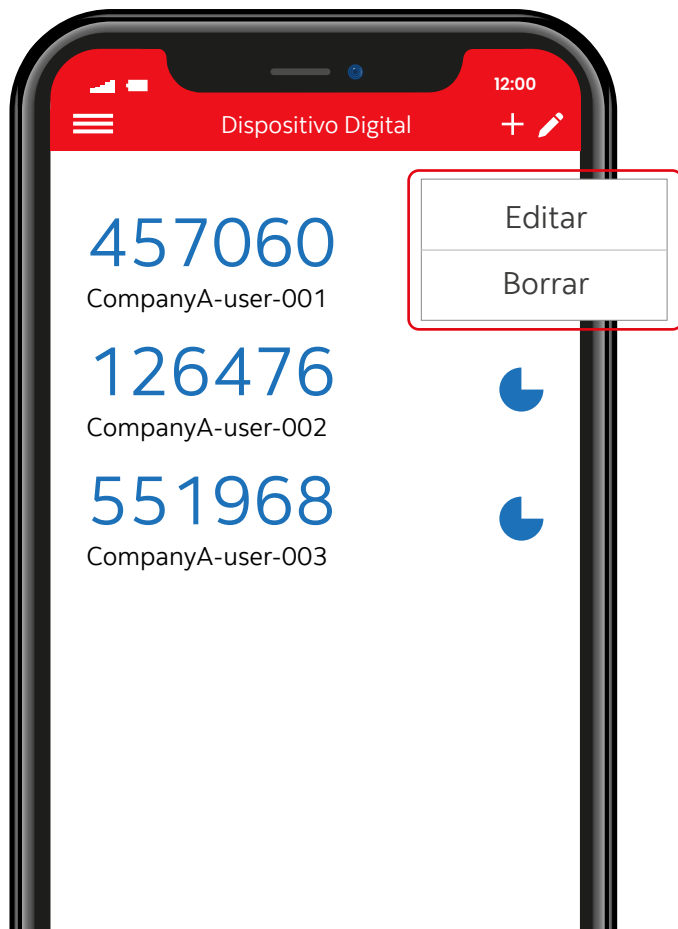 12:00
Dispositivo Digital
Editar
Borrar
457060
CompanyA-user-001
126476
CompanyA-user-002
551968
CompanyA-user-003